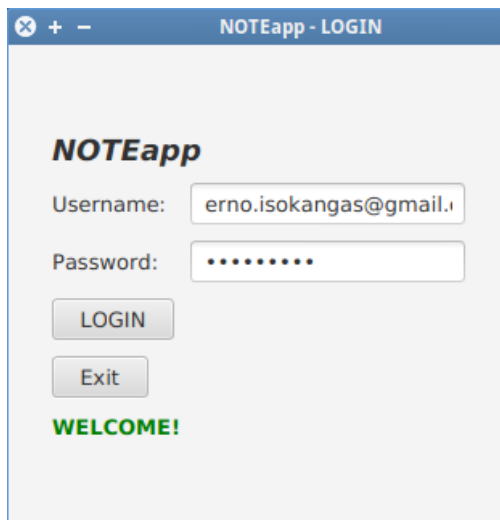 NOTEapp - LOGIN
NOTEapp
Username: erno.isokangas@gmail.
Password: •••••••••
LOGIN
Exit
WELCOME!